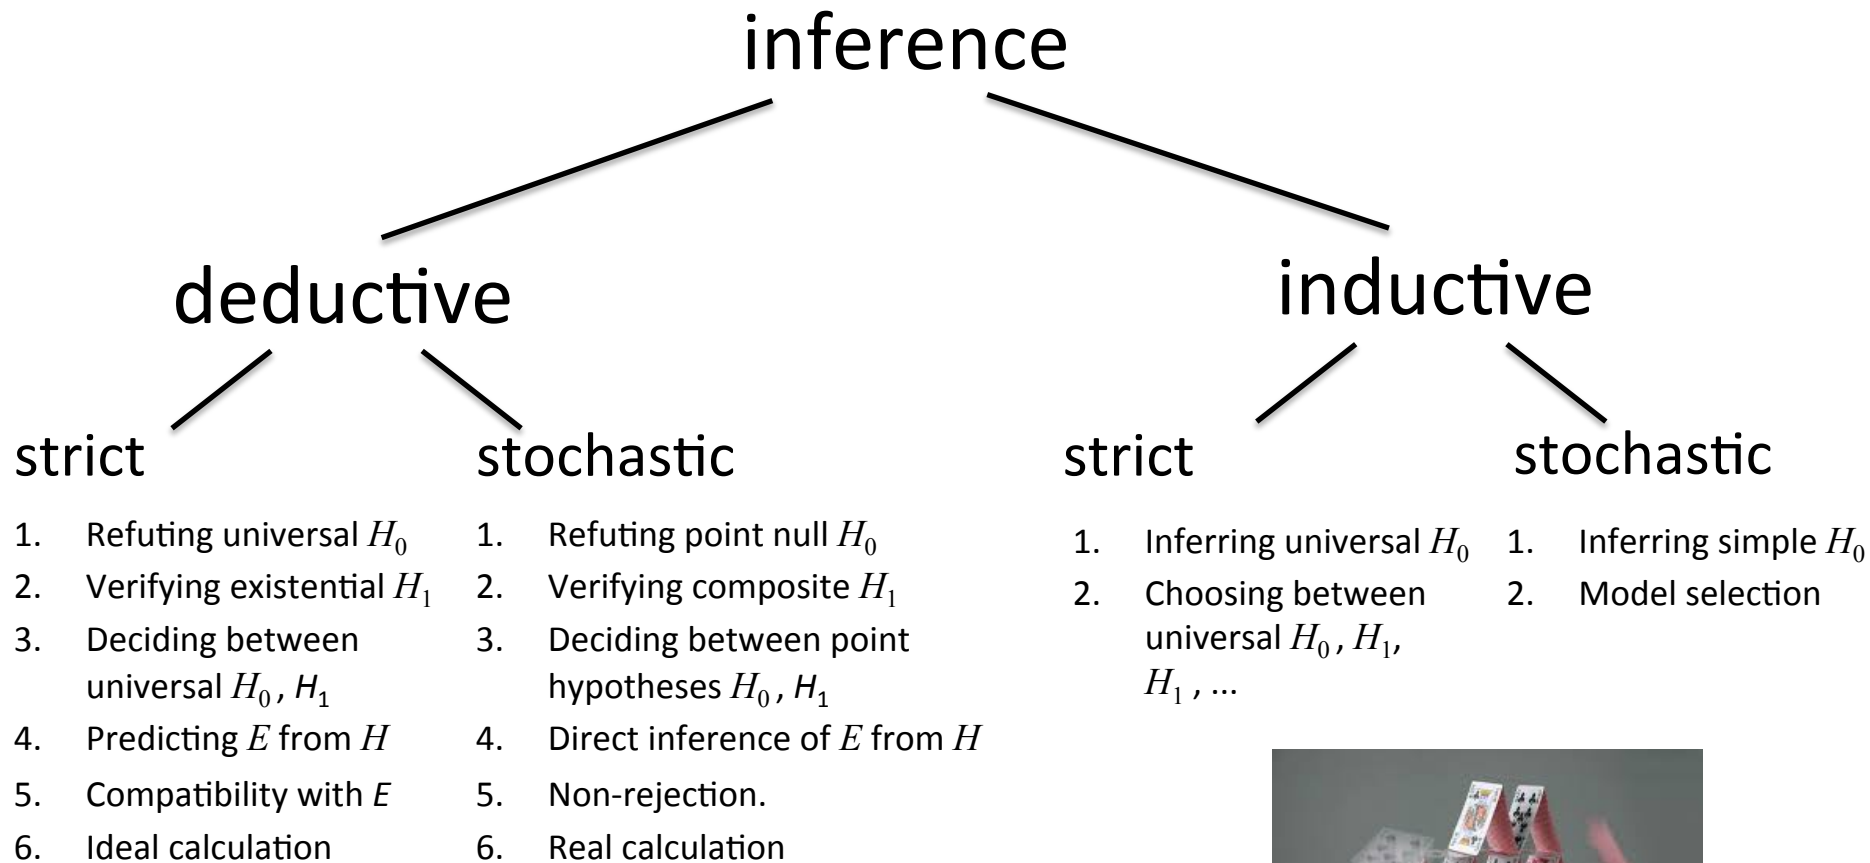 inference
deductive
inductive
strict
stochastic
strict
stochastic
1. Refuting universal H₀
2. Verifying existential H₁
3. Deciding between
universal H₀ , H₁
4. Predicting E from H
5. Compatibility with E
6. Ideal calculation
1. Refuting point null H₀
2. Verifying composite H₁
3. Deciding between point
hypotheses H₀ , H₁
4. Direct inference of E from H
5. Non-rejection.
6. Real calculation
1. Inferring universal H₀
2. Choosing between
universal H₀ , H₁,
H₁ , ...
1. Inferring simple H₀
2. Model selection